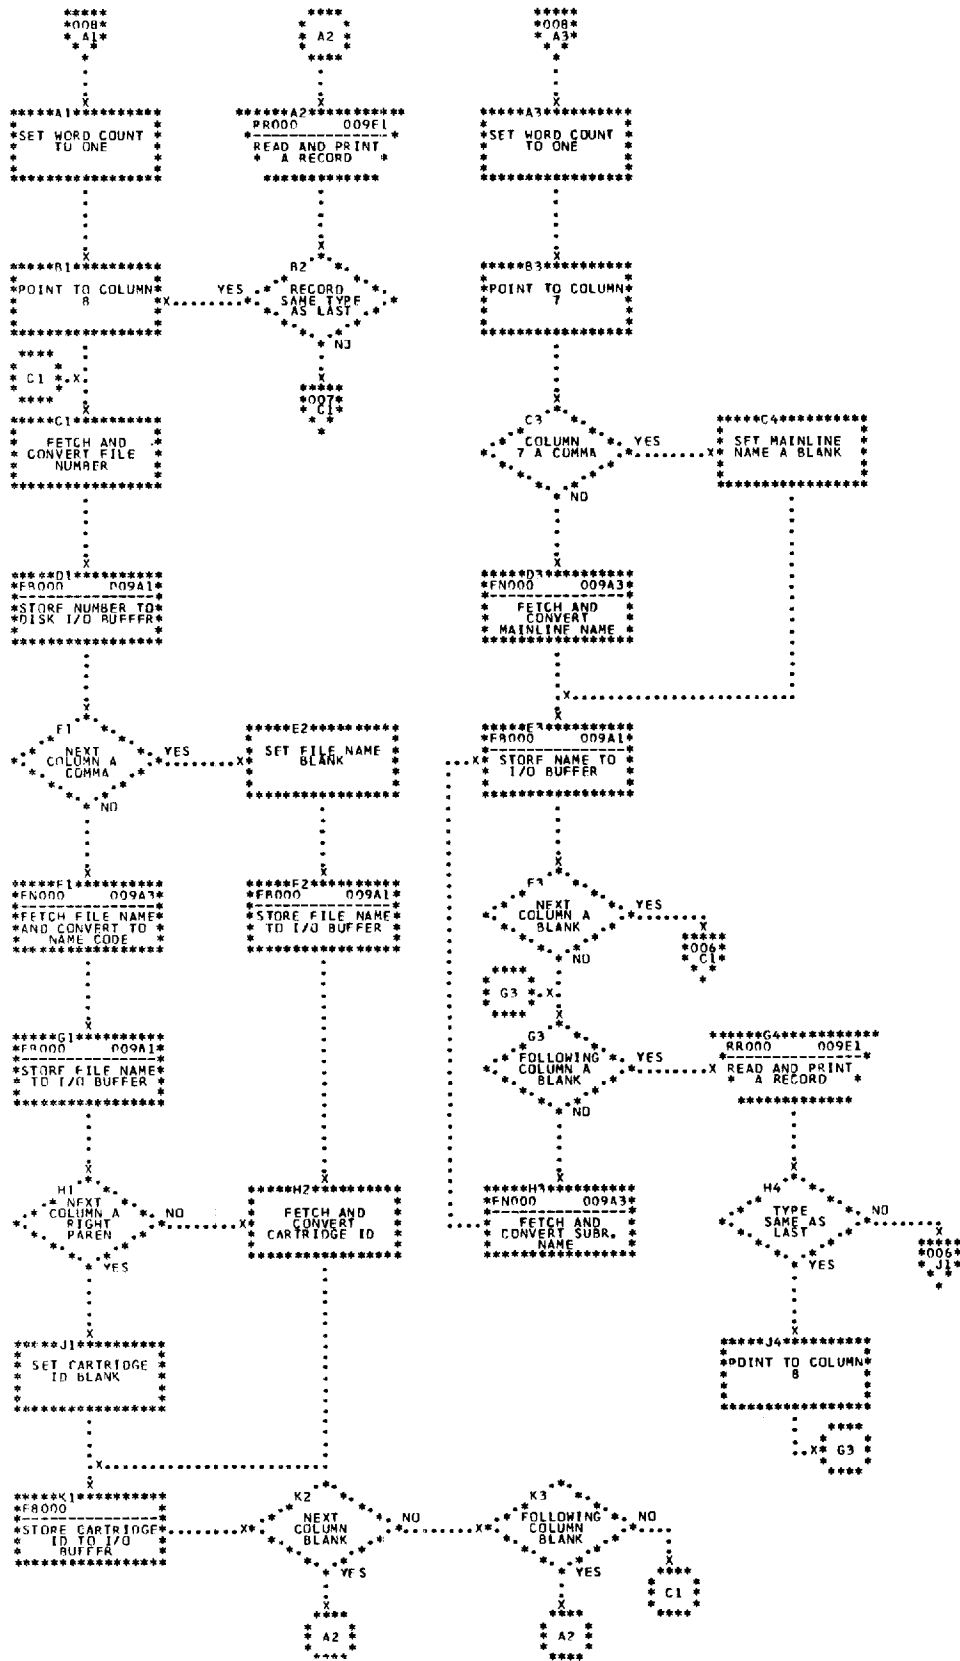 008
A1
A2
008
A3
A1
SET WORD COUNT
TO ONE
A2
RR000 009E1
READ AND PRINT
A RECORD
A3
SET WORD COUNT
TO ONE
B1
POINT TO COLUMN
8
YES
B2
RECORD
SAME TYPE
AS LAST
NO
B3
POINT TO COLUMN
7
C1
007
C1
C1
FETCH AND
CONVERT FILE
NUMBER
C3
COLUMN
7 A COMMA
YES
NO
C4
SET MAINLINE
NAME A BLANK
D1
FB000 009A1
STORE NUMBER TO
DISK I/O BUFFER
D3
FN000 009A3
FETCH AND
CONVERT
MAINLINE NAME
E1
NEXT
COLUMN A
COMMA
YES
NO
E2
SET FILE NAME
BLANK
E3
FB000 009A1
STORE NAME TO
I/O BUFFER
F1
FN000 009A3
FETCH FILE NAME
AND CONVERT TO
NAME CODE
F2
FB000 009A1
STORE FILE NAME
TO I/O BUFFER
F3
NEXT
COLUMN A
BLANK
YES
NO
006
C1
G3
G1
FB000 009A1
STORE FILE NAME
TO I/O BUFFER
G3
FOLLOWING
COLUMN A
BLANK
YES
NO
G4
RR000 009E1
READ AND PRINT
A RECORD
H1
NEXT
COLUMN A
RIGHT
PAREN
NO
YES
H2
FETCH AND
CONVERT
CARTRIDGE ID
H3
FN000 009A3
FETCH AND
CONVERT SUBR.
NAME
H4
TYPE
SAME AS
LAST
NO
YES
006
J1
J1
SET CARTRIDGE
ID BLANK
J4
POINT TO COLUMN
8
G3
K1
FB000
STORE CARTRIDGE
ID TO I/O
BUFFER
K2
NEXT
COLUMN
BLANK
NO
YES
K3
FOLLOWING
COLUMN
BLANK
NO
YES
C1
A2
A2